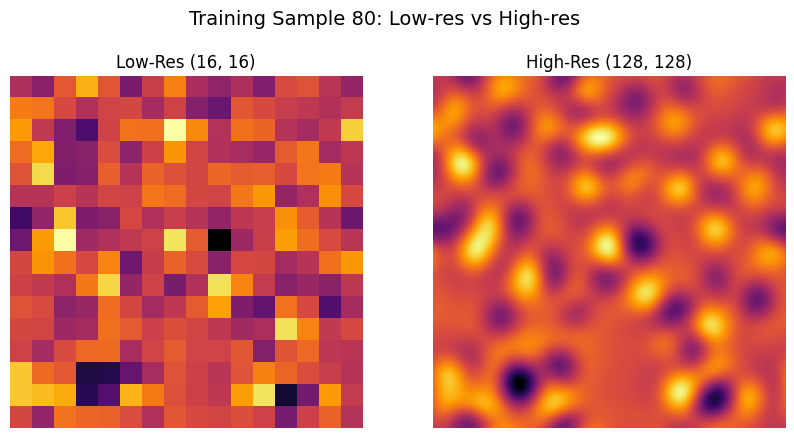 Training Sample 80: Low-res vs High-res
Low-Res (16, 16)
High-Res (128, 128)